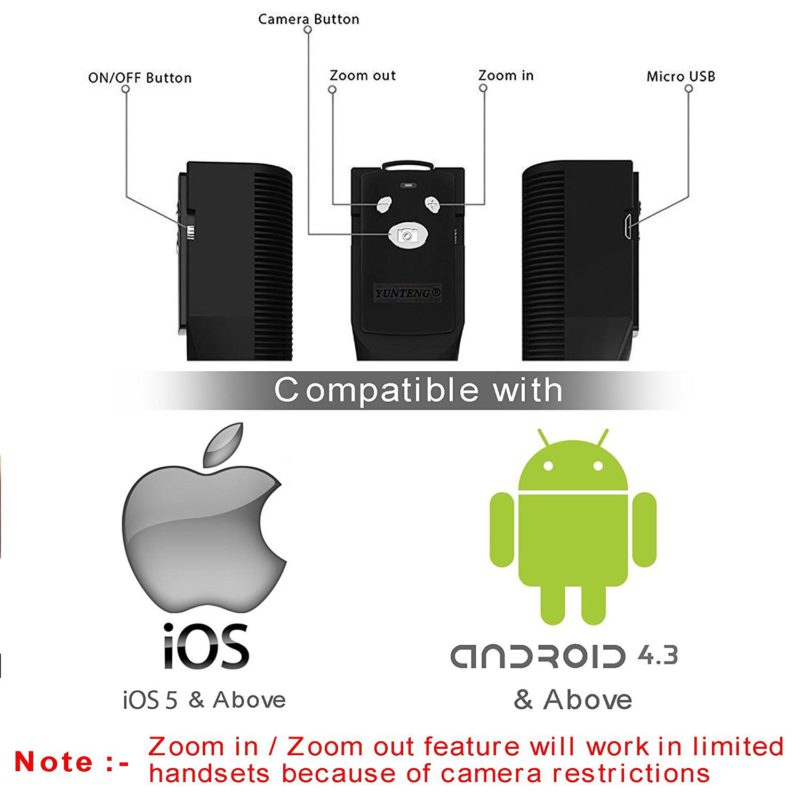 Camera Button
ON/OFF Button
Zoom out
Zoom in
Micro USB
YUNTENG®
Compatible with
iOS
iOS 5 & Above
ANDROID 4.3
& Above
Note :- Zoom in / Zoom out feature will work in limited
handsets because of camera restrictions